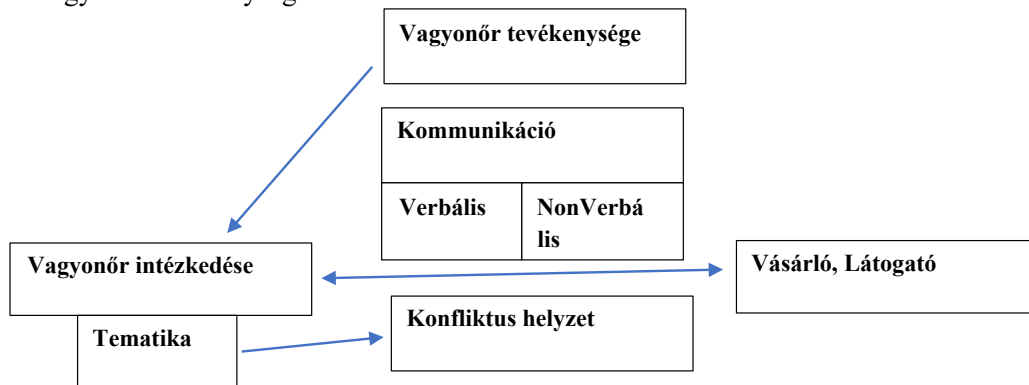 Vagyonőr tevékenysége
Kommunikáció
Verbális
NonVerbá
lis
Vagyonőr intézkedése
Vásárló, Látogató
Tematika
Konfliktus helyzet